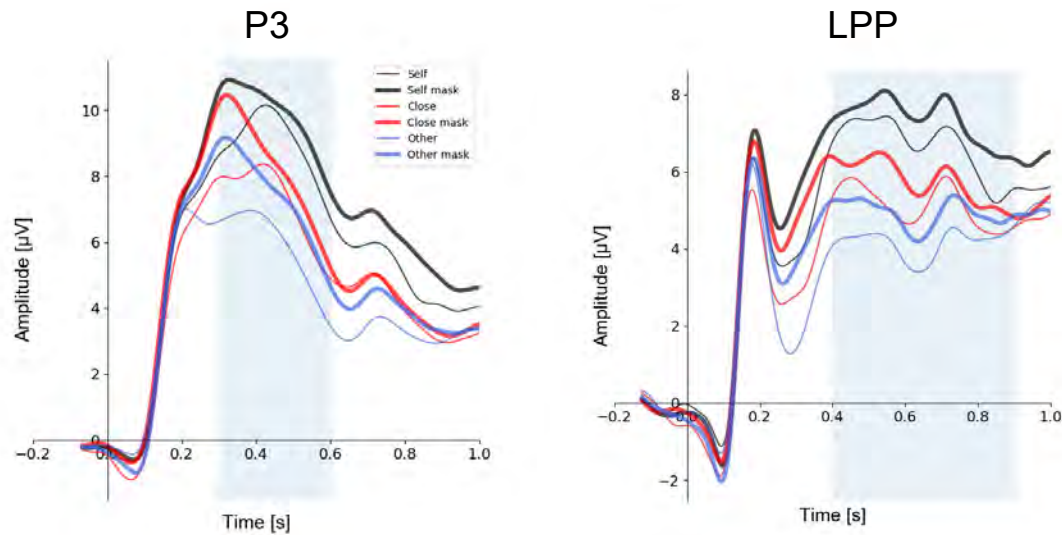 P3
LPP
Self
Self mask
Close
Close mask
Other
Other mask
Amplitude [µV]
10
8
6
4
2
0
−0.2
0.0
0.2
0.4
0.6
0.8
1.0
Time [s]
Amplitude [µV]
8
6
4
2
0
−2
−0.2
0.0
0.2
0.4
0.6
0.8
1.0
Time [s]